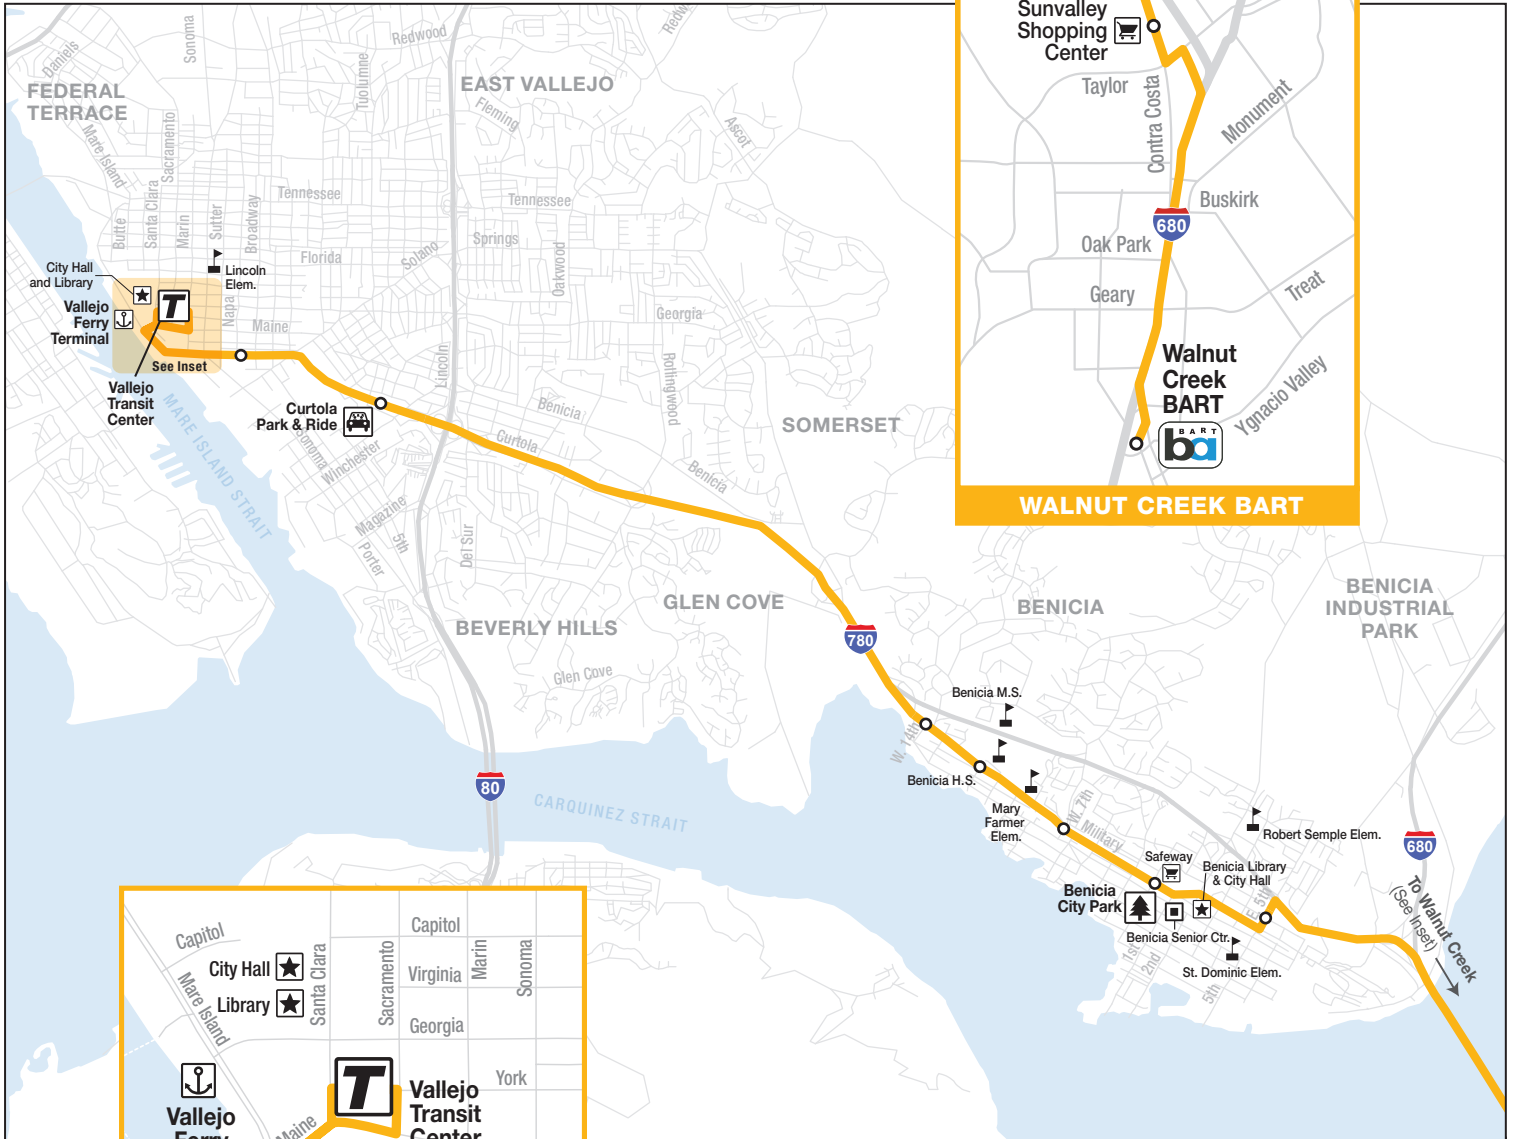 Daniels
Sonoma
Redwood
Tuolumne
FEDERAL
TERRACE
EAST VALLEJO
Fleming
Ascot
Mare Island
Sacramento
Tennessee
Tennessee
Butte
Santa Clara
Marin
Sutter
Broadway
Florida
Solano
Springs
Oakwood
City Hall
and Library
Lincoln
Elem.
T
Vallejo
Ferry
Terminal
Napa
Maine
Georgia
See Inset
Lincoln
Rollingwood
Vallejo
Transit
Center
Curtola
Park & Ride
Benicia
Curtola
Benicia
SOMERSET
MARE ISLAND STRAIT
Sonoma
Winchester
Magazine
5th
Porter
Del Sur
GLEN COVE
BEVERLY HILLS
Glen Cove
780
BENICIA
BENICIA
INDUSTRIAL
PARK
80
CARQUINEZ STRAIT
W. 14th
Benicia M.S.
Benicia H.S.
Mary
Farmer
Elem.
W. 7th
Military
Safeway
Benicia Library
& City Hall
Robert Semple Elem.
680
Benicia
City Park
E. 5th
Benicia Senior Ctr.
St. Dominic Elem.
1st
2nd
5th
To Walnut Creek
(See Inset)
Sunvalley
Shopping
Center
Taylor
Contra Costa
Monument
Buskirk
680
Oak Park
Geary
Treat
Walnut
Creek
BART
Ygnacio Valley
BART
ba
WALNUT CREEK BART
Capitol
Capitol
City Hall
Library
Mare Island
Santa Clara
Sacramento
Virginia
Marin
Sonoma
Georgia
York
T
Vallejo
Transit
Center
Vallejo
Ferry
Maine